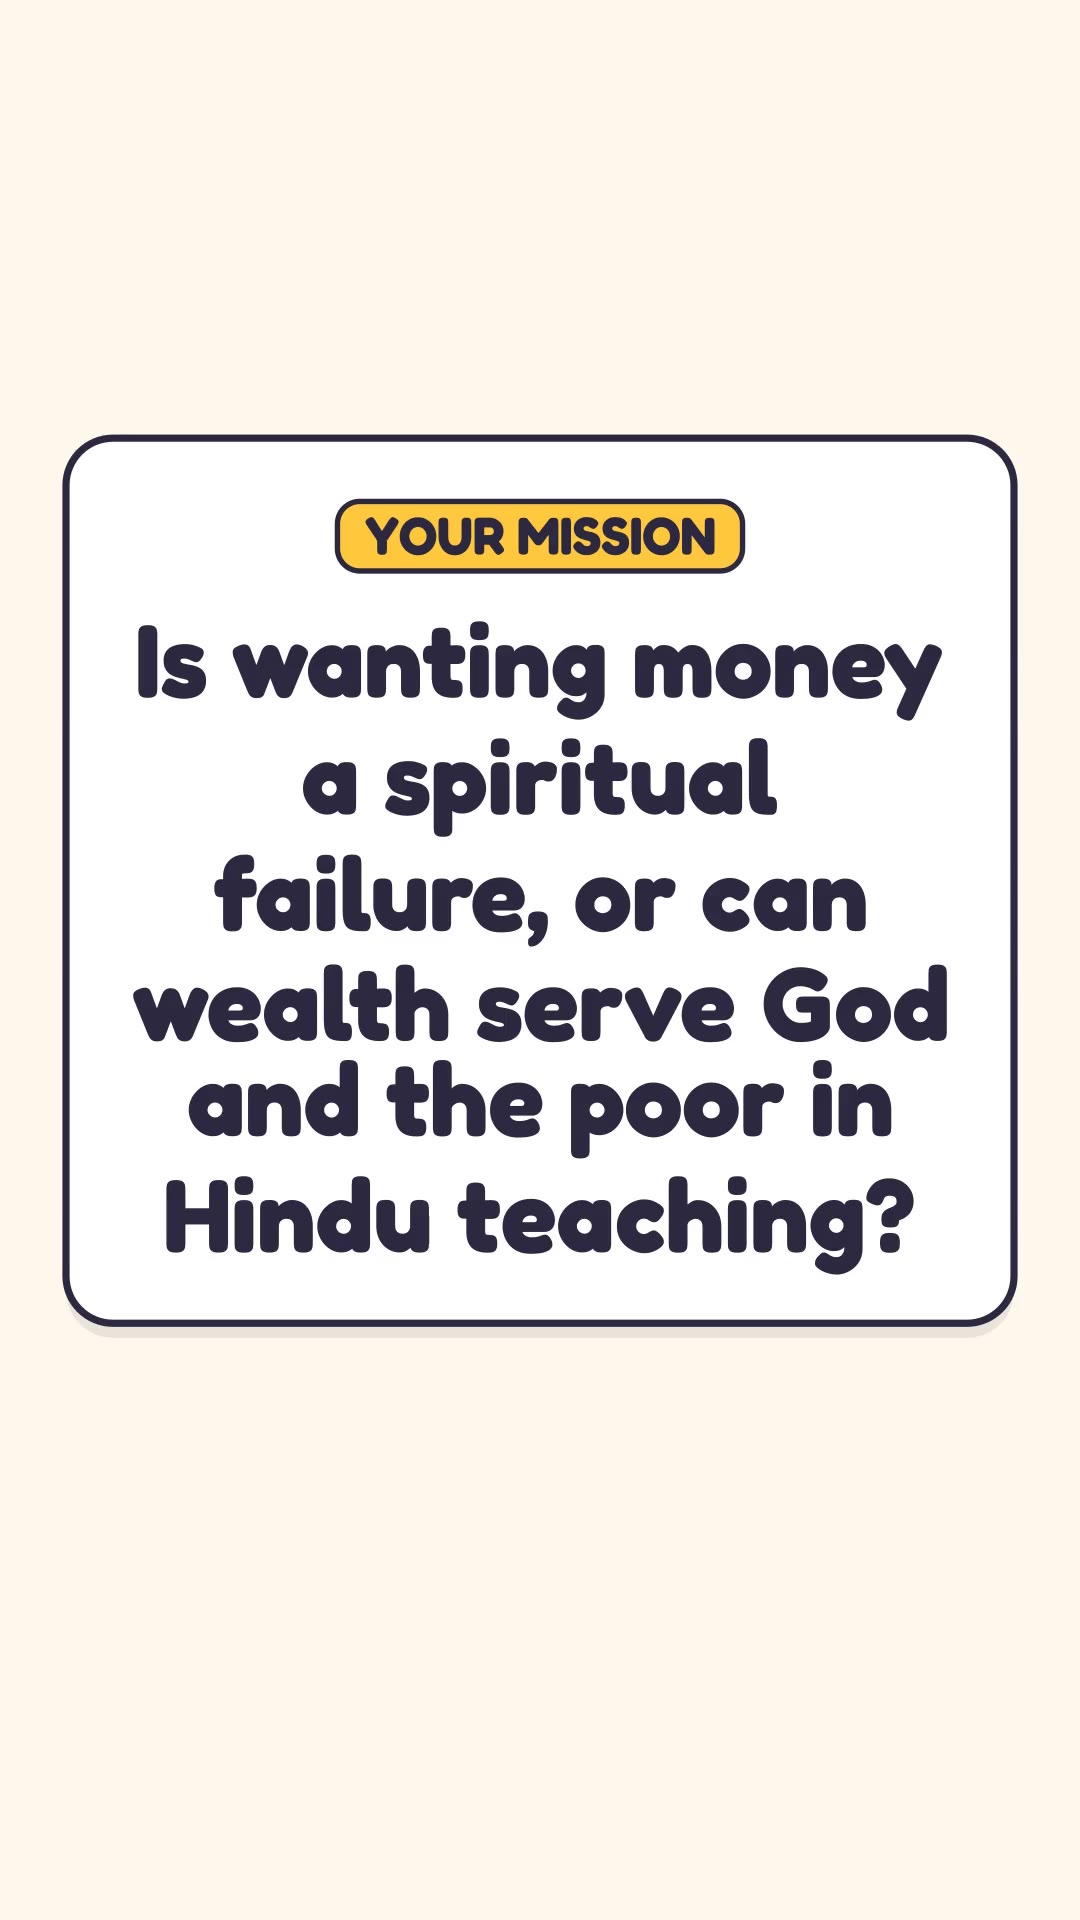 YOUR MISSION
Is wanting money
a spiritual
failure, or can
wealth serve God
and the poor in
Hindu teaching?